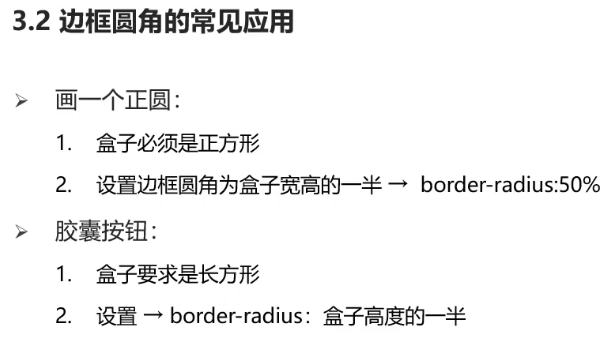 3.2 边框圆角的常见应用
➢ 画一个正圆：
1. 盒子必须是正方形
2. 设置边框圆角为盒子宽高的一半 → border-radius:50%
➢ 胶囊按钮：
1. 盒子要求是长方形
2. 设置 → border-radius：盒子高度的一半